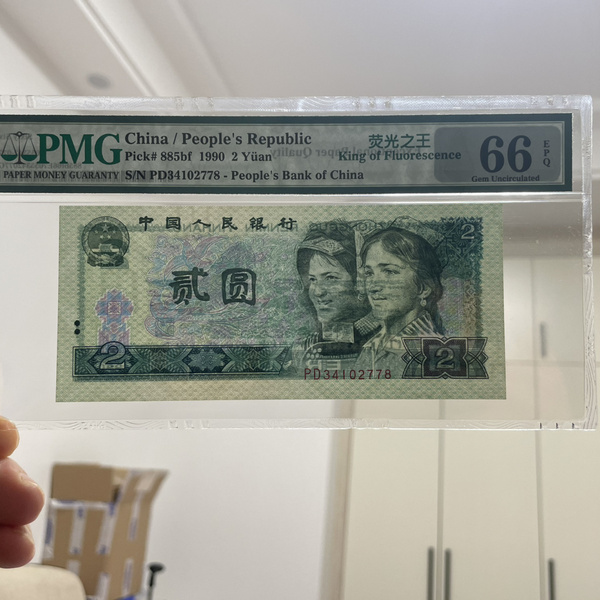 PMG
PAPER MONEY GUARANTY
China / People's Republic
Pick# 885bf 1990 2 Yüan
S/N PD34102778 - People's Bank of China
荧光之王
King of Fluorescence
66
EPQ
Gem Uncirculated
中国人民银行
2
贰圆
2
2
PD34102778